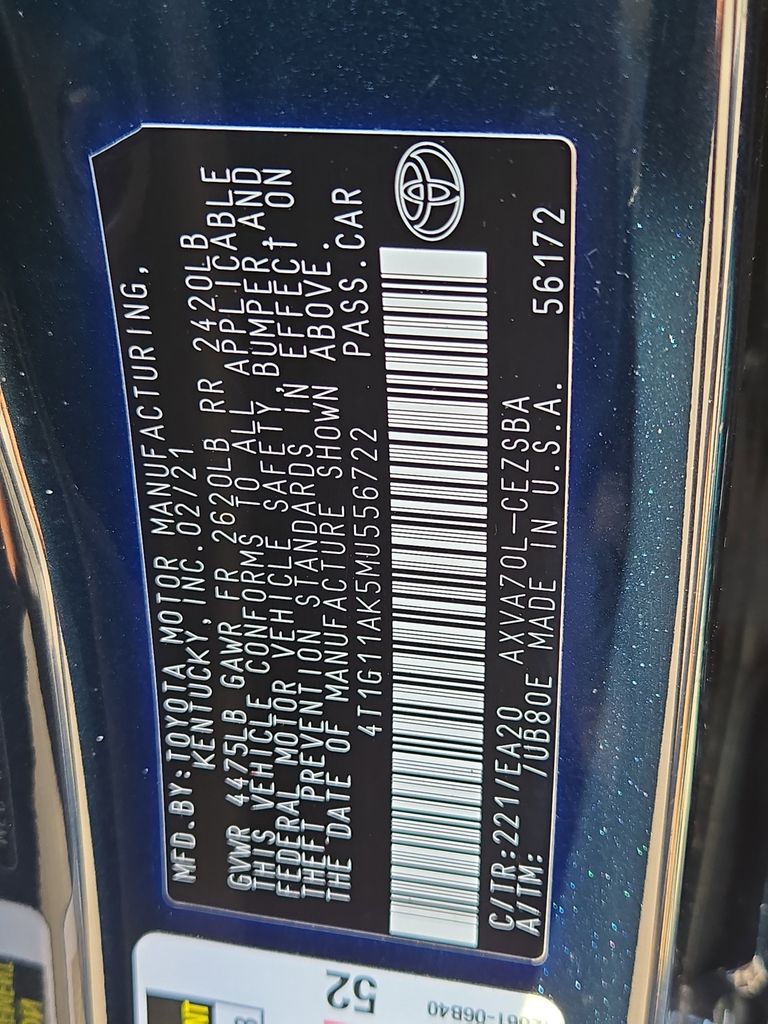 MFD.BY:TOYOTA MOTOR MANUFACTURING,
KENTUCKY, INC. 02/21
GVWR 4475LB GAWR FR 2620LB RR 2420LB
THIS VEHICLE CONFORMS TO ALL APPLICABLE
FEDERAL MOTOR VEHICLE SAFETY, BUMPER, AND
THEFT PREVENTION STANDARDS IN EFFECT ON
THE DATE OF MANUFACTURE SHOWN ABOVE.
4T1G11AK5MU556722 PASS.CAR
C/TR:221/EA20 AXVA70L-CEZSBA
A/TM: /UB80E MADE IN U.S.A. 56172
52